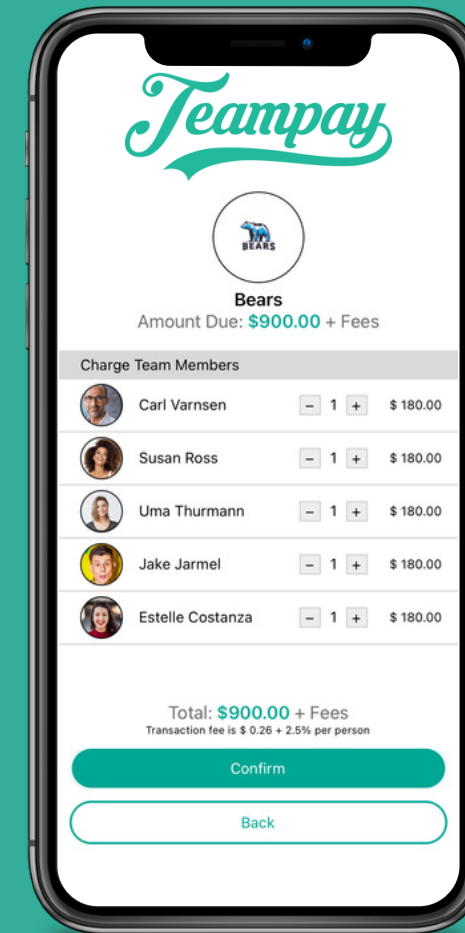 Teampay
BEARS
Bears
Amount Due: $900.00 + Fees
Charge Team Members
Carl Varnsen – 1 + $ 180.00
Susan Ross – 1 + $ 180.00
Uma Thurmann – 1 + $ 180.00
Jake Jarmel – 1 + $ 180.00
Estelle Costanza – 1 + $ 180.00
Total: $900.00 + Fees
Transaction fee is $ 0.26 + 2.5% per person
Confirm
Back